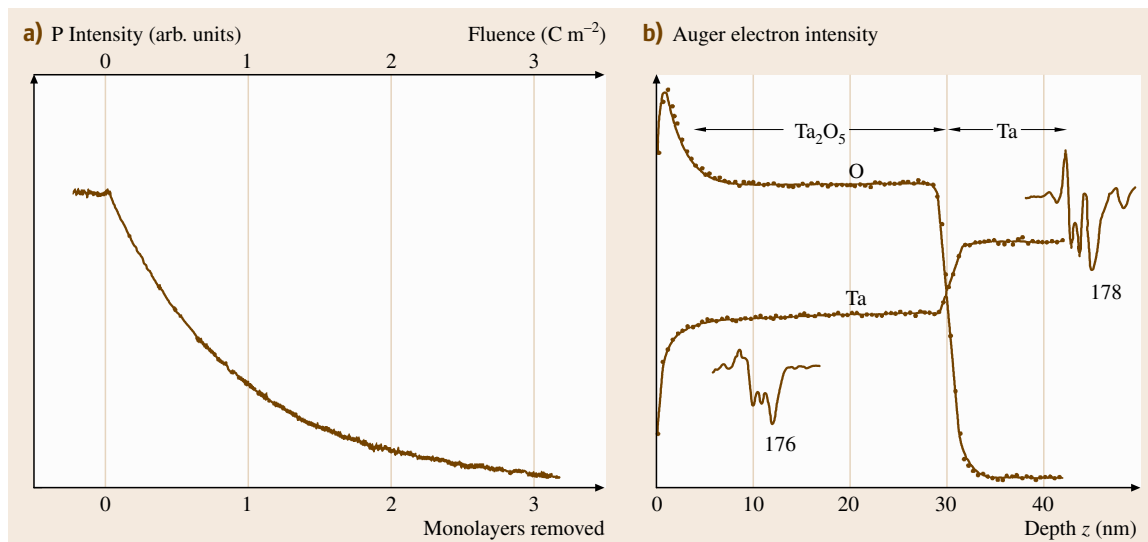 a) P Intensity (arb. units) Fluence (C m⁻²)
0 1 2 3
0 1 2 3
Monolayers removed
b) Auger electron intensity
Ta₂O₅ Ta
O
178
Ta
176
0 10 20 30 40
Depth z (nm)